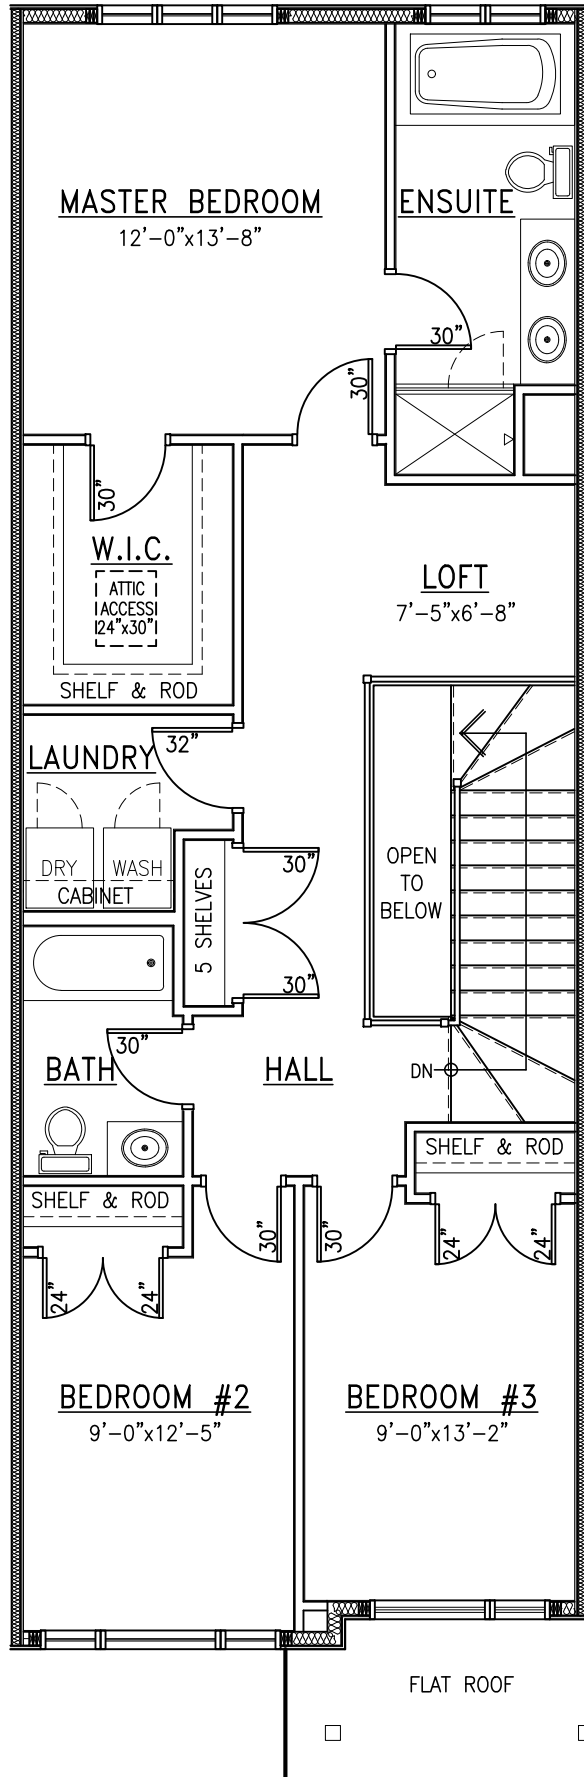 MASTER BEDROOM
12'-0"x13'-8"
ENSUITE
30"
30"
30"
W.I.C.
ATTIC
ACCESS
24"x30"
SHELF & ROD
LOFT
7'-5"x6'-8"
32"
LAUNDRY
DRY
WASH
CABINET
5 SHELVES
30"
30"
OPEN
TO
BELOW
30"
BATH
HALL
DN
SHELF & ROD
SHELF & ROD
30"
30"
24"
24"
24"
24"
BEDROOM #2
9'-0"x12'-5"
BEDROOM #3
9'-0"x13'-2"
FLAT ROOF